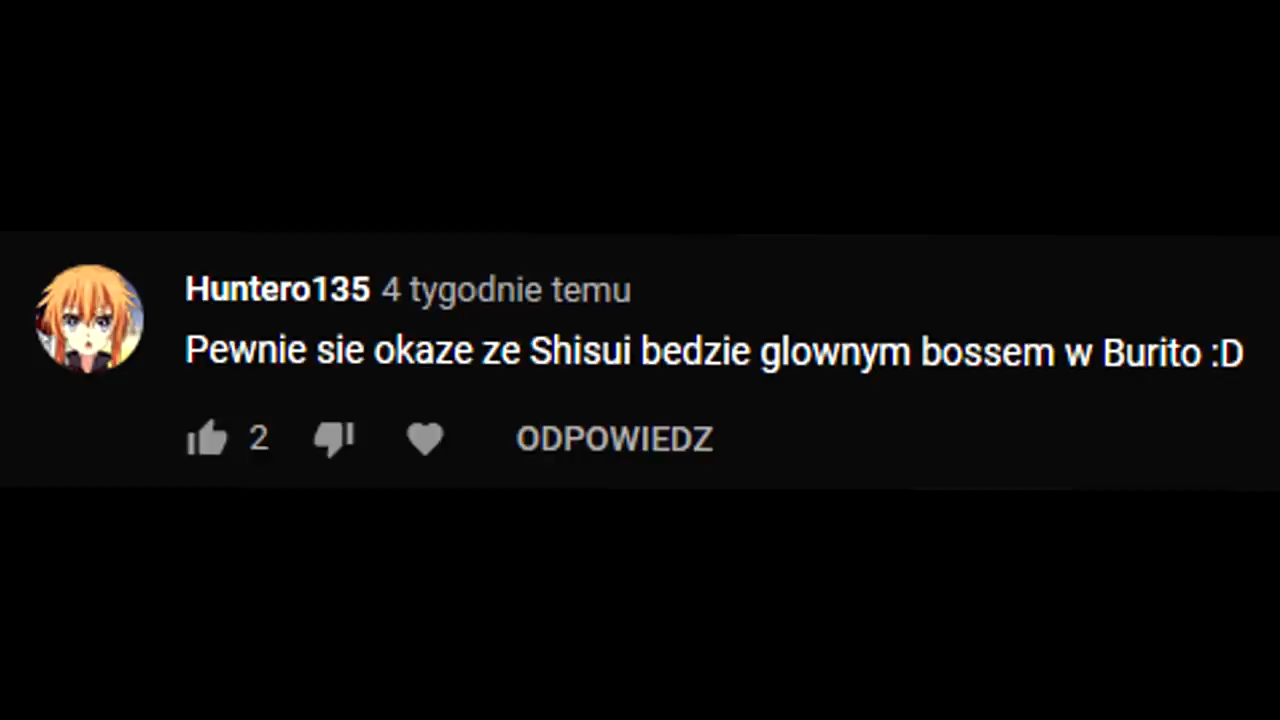 Huntero135 4 tygodnie temu
Pewnie sie okaze ze Shisui bedzie glownym bossem w Burito :D
2 ODPOWIEDZ